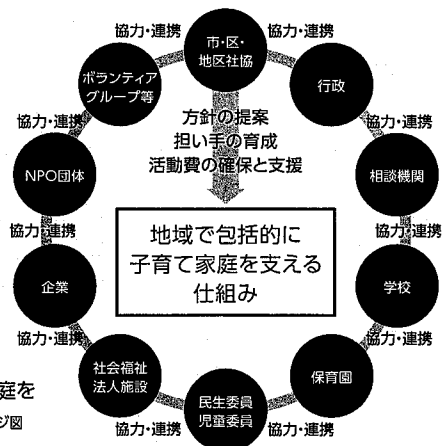 協力・連携
市・区・
地区社協
協力・連携
ボランティア
グループ等
行政
方針の提案
担い手の育成
活動費の確保と支援
協力・連携
協力・連携
NPO団体
相談機関
地域で包括的に
子育て家庭を支える
仕組み
協力・連携
協力・連携
企業
学校
協力・連携
協力・連携
社会福祉
法人施設
保育園
民生委員
児童委員
庭を
ジ図
協力・連携
協力・連携